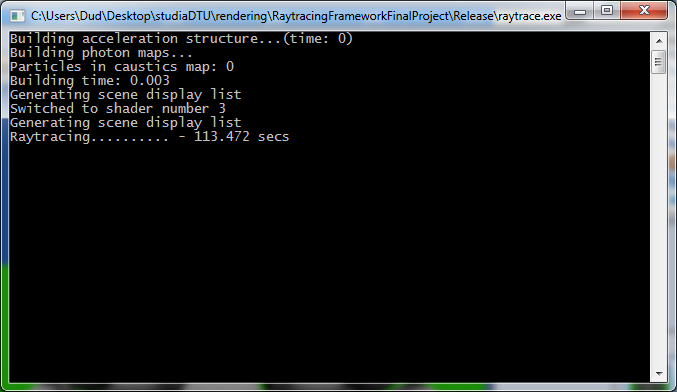 C:\Users\Dud\Desktop\studiaDTU\rendering\RaytracingFrameworkFinalProject\Release\raytrace.exe
Building acceleration structure...(time: 0)
Building photon maps...
Particles in caustics map: 0
Building time: 0.003
Generating scene display list
Switched to shader number 3
Generating scene display list
Raytracing.......... - 113.472 secs